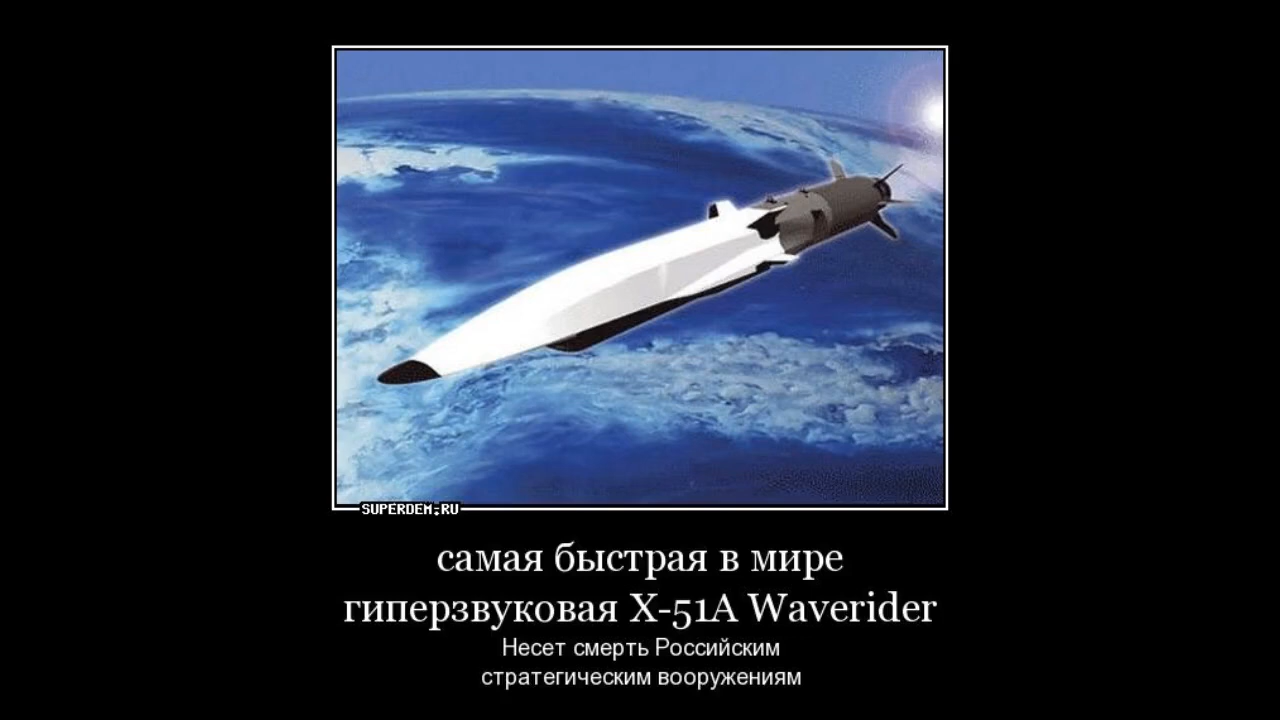 SUPERDEM.RU
самая быстрая в мире
гиперзвуковая X-51A Waverider
Несет смерть Российским
стратегическим вооружениям